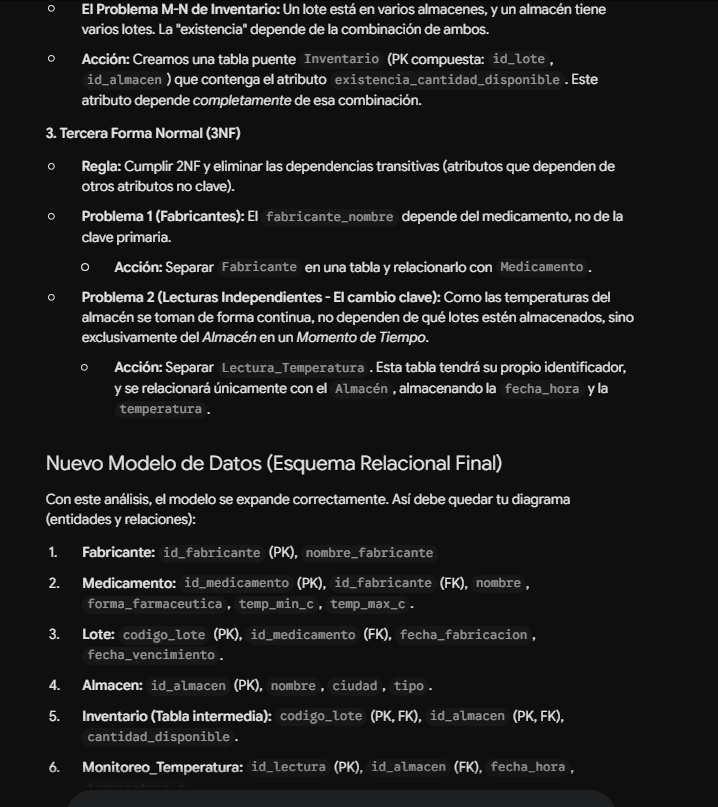 El Problema M-N de Inventario: Un lote está en varios almacenes, y un almacén tiene
varios lotes. La "existencia" depende de la combinación de ambos.
Acción: Creamos una tabla puente Inventario (PK compuesta: id_lote ,
id_almacen ) que contenga el atributo existencia_cantidad_disponible . Este
atributo depende completamente de esa combinación.
3. Tercera Forma Normal (3NF)
Regla: Cumplir 2NF y eliminar las dependencias transitivas (atributos que dependen de
otros atributos no clave).
Problema 1 (Fabricantes): El fabricante_nombre depende del medicamento, no de la
clave primaria.
Acción: Separar Fabricante en una tabla y relacionarlo con Medicamento .
Problema 2 (Lecturas Independientes - El cambio clave): Como las temperaturas del
almacén se toman de forma continua, no dependen de qué lotes estén almacenados, sino
exclusivamente del Almacén en un Momento de Tiempo.
Acción: Separar Lectura_Temperatura . Esta tabla tendrá su propio identificador,
y se relacionará únicamente con el Almacén , almacenando la fecha_hora y la
temperatura .
Nuevo Modelo de Datos (Esquema Relacional Final)
Con este análisis, el modelo se expande correctamente. Así debe quedar tu diagrama
(entidades y relaciones):
1. Fabricante: id_fabricante (PK), nombre_fabricante
2. Medicamento: id_medicamento (PK), id_fabricante (FK), nombre ,
forma_farmaceutica , temp_min_c , temp_max_c .
3. Lote: codigo_lote (PK), id_medicamento (FK), fecha_fabricacion ,
fecha_vencimiento .
4. Almacen: id_almacen (PK), nombre , ciudad , tipo .
5. Inventario (Tabla intermedia): codigo_lote (PK, FK), id_almacen (PK, FK),
cantidad_disponible .
6. Monitoreo_Temperatura: id_lectura (PK), id_almacen (FK), fecha_hora ,